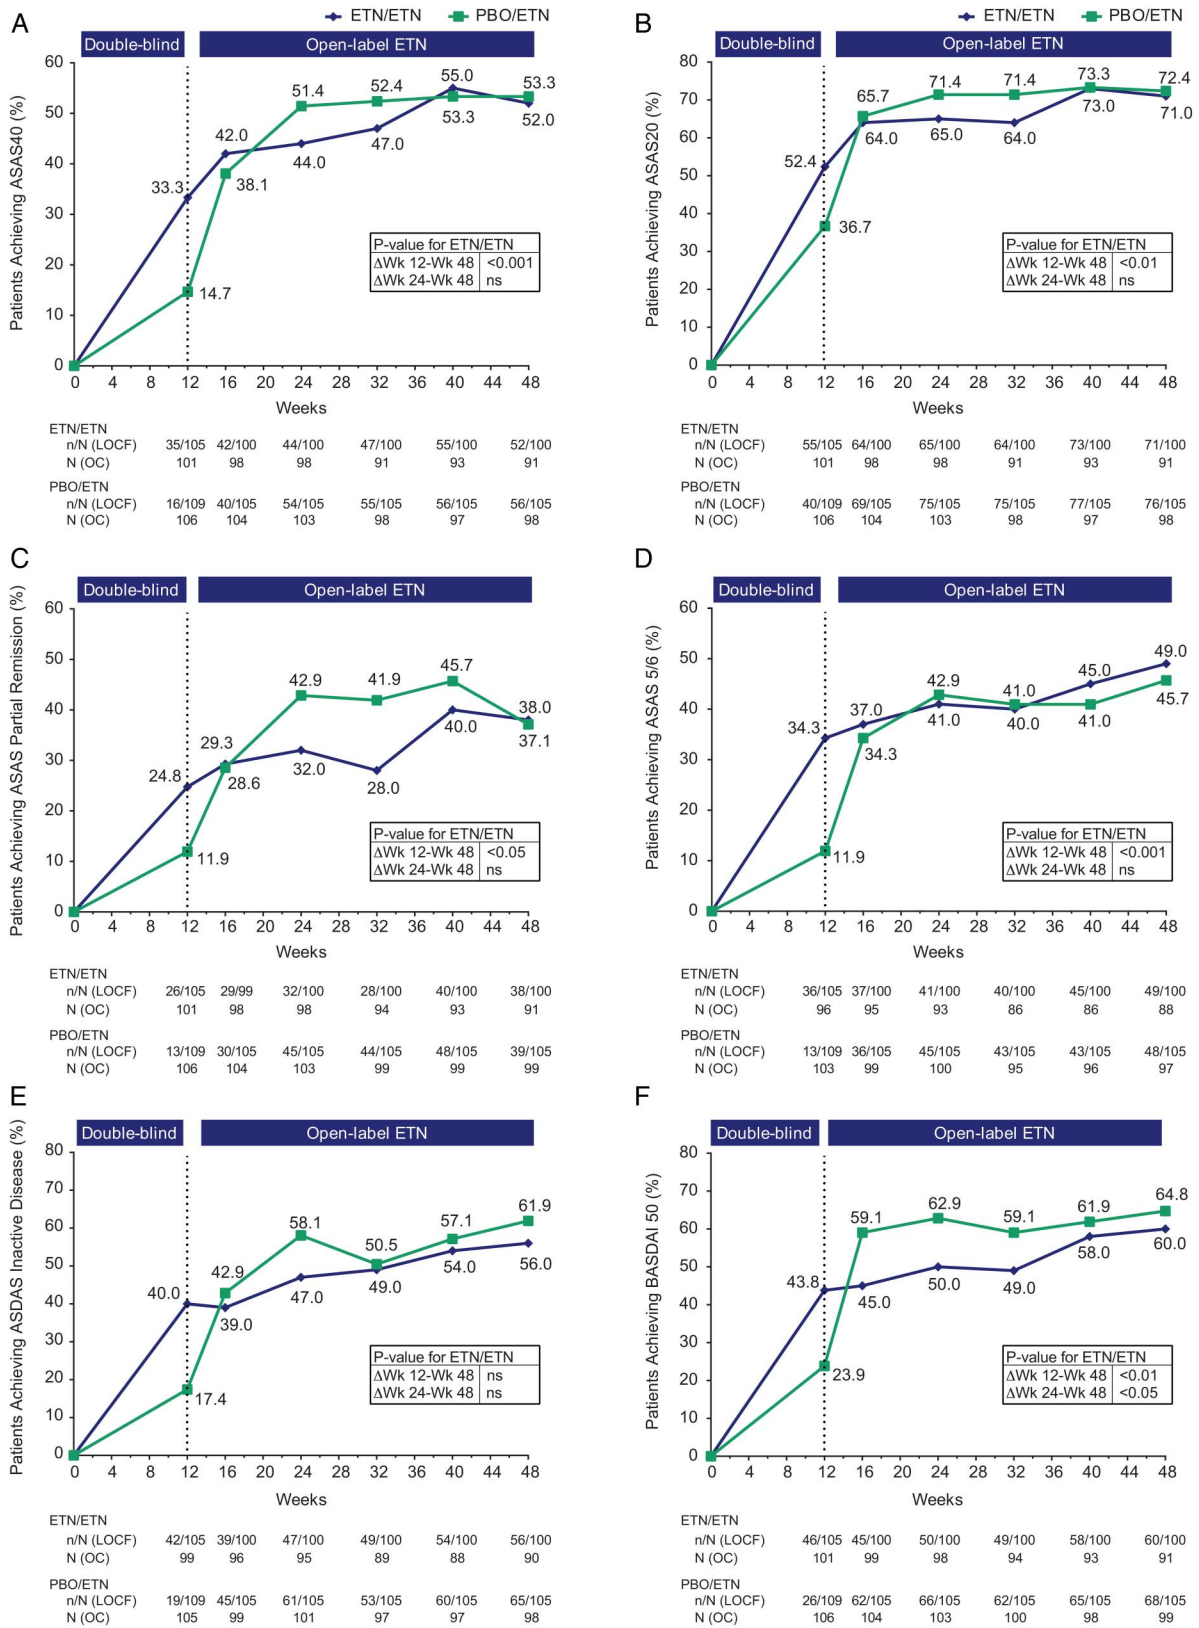 A
ETN/ETN PBO/ETN
Double-blind Open-label ETN
Patients Achieving ASAS40 (%)
60
50
40
30
20
10
0
33.3
42.0
44.0
47.0
55.0
52.0
14.7
38.1
51.4
52.4
53.3
53.3
P-value for ETN/ETN
ΔWk 12-Wk 48 <0.001
ΔWk 24-Wk 48 ns
0 4 8 12 16 20 24 28 32 36 40 44 48
Weeks
ETN/ETN
n/N (LOCF) 35/105 42/100 44/100 47/100 55/100 52/100
N (OC) 101 98 98 91 93 91
PBO/ETN
n/N (LOCF) 16/109 40/105 54/105 55/105 56/105 56/105
N (OC) 106 104 103 98 97 98
B
ETN/ETN PBO/ETN
Double-blind Open-label ETN
Patients Achieving ASAS20 (%)
80
70
60
50
40
30
20
10
0
52.4
64.0
65.0
64.0
73.0
71.0
36.7
65.7
71.4
71.4
73.3
72.4
P-value for ETN/ETN
ΔWk 12-Wk 48 <0.01
ΔWk 24-Wk 48 ns
0 4 8 12 16 20 24 28 32 36 40 44 48
Weeks
ETN/ETN
n/N (LOCF) 55/105 64/100 65/100 64/100 73/100 71/100
N (OC) 101 98 98 91 93 91
PBO/ETN
n/N (LOCF) 40/109 69/105 75/105 75/105 77/105 76/105
N (OC) 106 104 103 98 97 98
C
Double-blind Open-label ETN
Patients Achieving ASAS Partial Remission (%)
60
50
40
30
20
10
0
24.8
29.3
32.0
28.0
40.0
38.0
11.9
28.6
42.9
41.9
45.7
37.1
P-value for ETN/ETN
ΔWk 12-Wk 48 <0.05
ΔWk 24-Wk 48 ns
0 4 8 12 16 20 24 28 32 36 40 44 48
Weeks
ETN/ETN
n/N (LOCF) 26/105 29/99 32/100 28/100 40/100 38/100
N (OC) 101 98 98 94 93 91
PBO/ETN
n/N (LOCF) 13/109 30/105 45/105 44/105 48/105 39/105
N (OC) 106 104 103 99 99 99
D
Double-blind Open-label ETN
Patients Achieving ASAS 5/6 (%)
60
50
40
30
20
10
0
34.3
37.0
41.0
40.0
45.0
49.0
11.9
34.3
42.9
41.0
41.0
45.7
P-value for ETN/ETN
ΔWk 12-Wk 48 <0.001
ΔWk 24-Wk 48 ns
0 4 8 12 16 20 24 28 32 36 40 44 48
Weeks
ETN/ETN
n/N (LOCF) 36/105 37/100 41/100 40/100 45/100 49/100
N (OC) 96 95 93 86 86 88
PBO/ETN
n/N (LOCF) 13/109 36/105 45/105 43/105 43/105 48/105
N (OC) 103 99 100 95 96 97
E
Double-blind Open-label ETN
Patients Achieving ASDAS Inactive Disease (%)
80
70
60
50
40
30
20
10
0
40.0
39.0
47.0
49.0
54.0
56.0
17.4
42.9
58.1
50.5
57.1
61.9
P-value for ETN/ETN
ΔWk 12-Wk 48 ns
ΔWk 24-Wk 48 ns
0 4 8 12 16 20 24 28 32 36 40 44 48
Weeks
ETN/ETN
n/N (LOCF) 42/105 39/100 47/100 49/100 54/100 56/100
N (OC) 99 96 95 89 88 90
PBO/ETN
n/N (LOCF) 19/109 45/105 61/105 53/105 60/105 65/105
N (OC) 105 99 101 97 97 98
F
Double-blind Open-label ETN
Patients Achieving BASDAI 50 (%)
80
70
60
50
40
30
20
10
0
43.8
45.0
50.0
49.0
58.0
60.0
23.9
59.1
62.9
59.1
61.9
64.8
P-value for ETN/ETN
ΔWk 12-Wk 48 <0.01
ΔWk 24-Wk 48 <0.05
0 4 8 12 16 20 24 28 32 36 40 44 48
Weeks
ETN/ETN
n/N (LOCF) 46/105 45/100 50/100 49/100 58/100 60/100
N (OC) 101 99 98 94 93 91
PBO/ETN
n/N (LOCF) 26/109 62/105 66/105 62/105 65/105 68/105
N (OC) 106 104 103 100 98 99